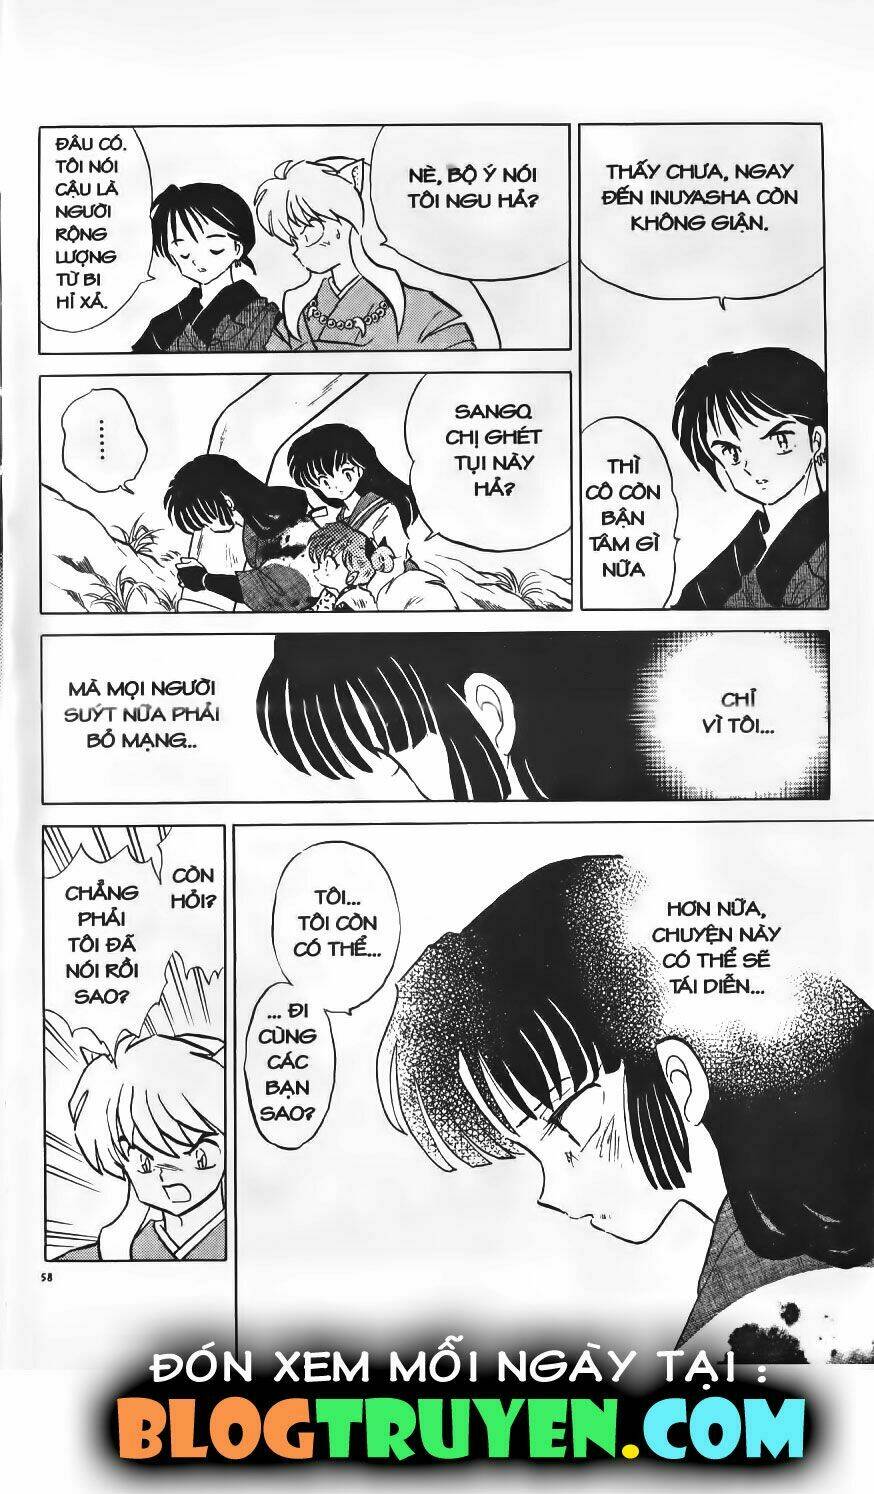 THẤY CHƯA, NGAY
ĐẾN INUYASHA CÒN
KHÔNG GIẬN.
THÌ
CÔ CÒN
BẬN
TÂM GÌ
NỮA
NÈ, BỘ Ý NÓI
TÔI NGU HẢ?
ĐÂU CÓ.
TÔI NÓI
CẬU LÀ
NGƯỜI
RỘNG
LƯỢNG
TỪ BI
HỈ XẢ.
SANGO,
CHỊ GHÉT
TỤI NÀY
HẢ?
......
CHỈ
VÌ TÔI...
MÀ MỌI NGƯỜI
SUÝT NỮA PHẢI
BỎ MẠNG...
HƠN NỮA,
CHUYỆN NÀY
CÓ THỂ SẼ
TÁI DIỄN...
TÔI...
TÔI CÒN
CÓ THỂ...
... ĐI
CÙNG
CÁC
BẠN
SAO?
CÒN
HỎI?
CHẲNG
PHẢI
TÔI ĐÃ
NÓI RỒI
SAO?
58
ĐÓN XEM MỖI NGÀY TẠI :
BLOGTRUYEN.COM